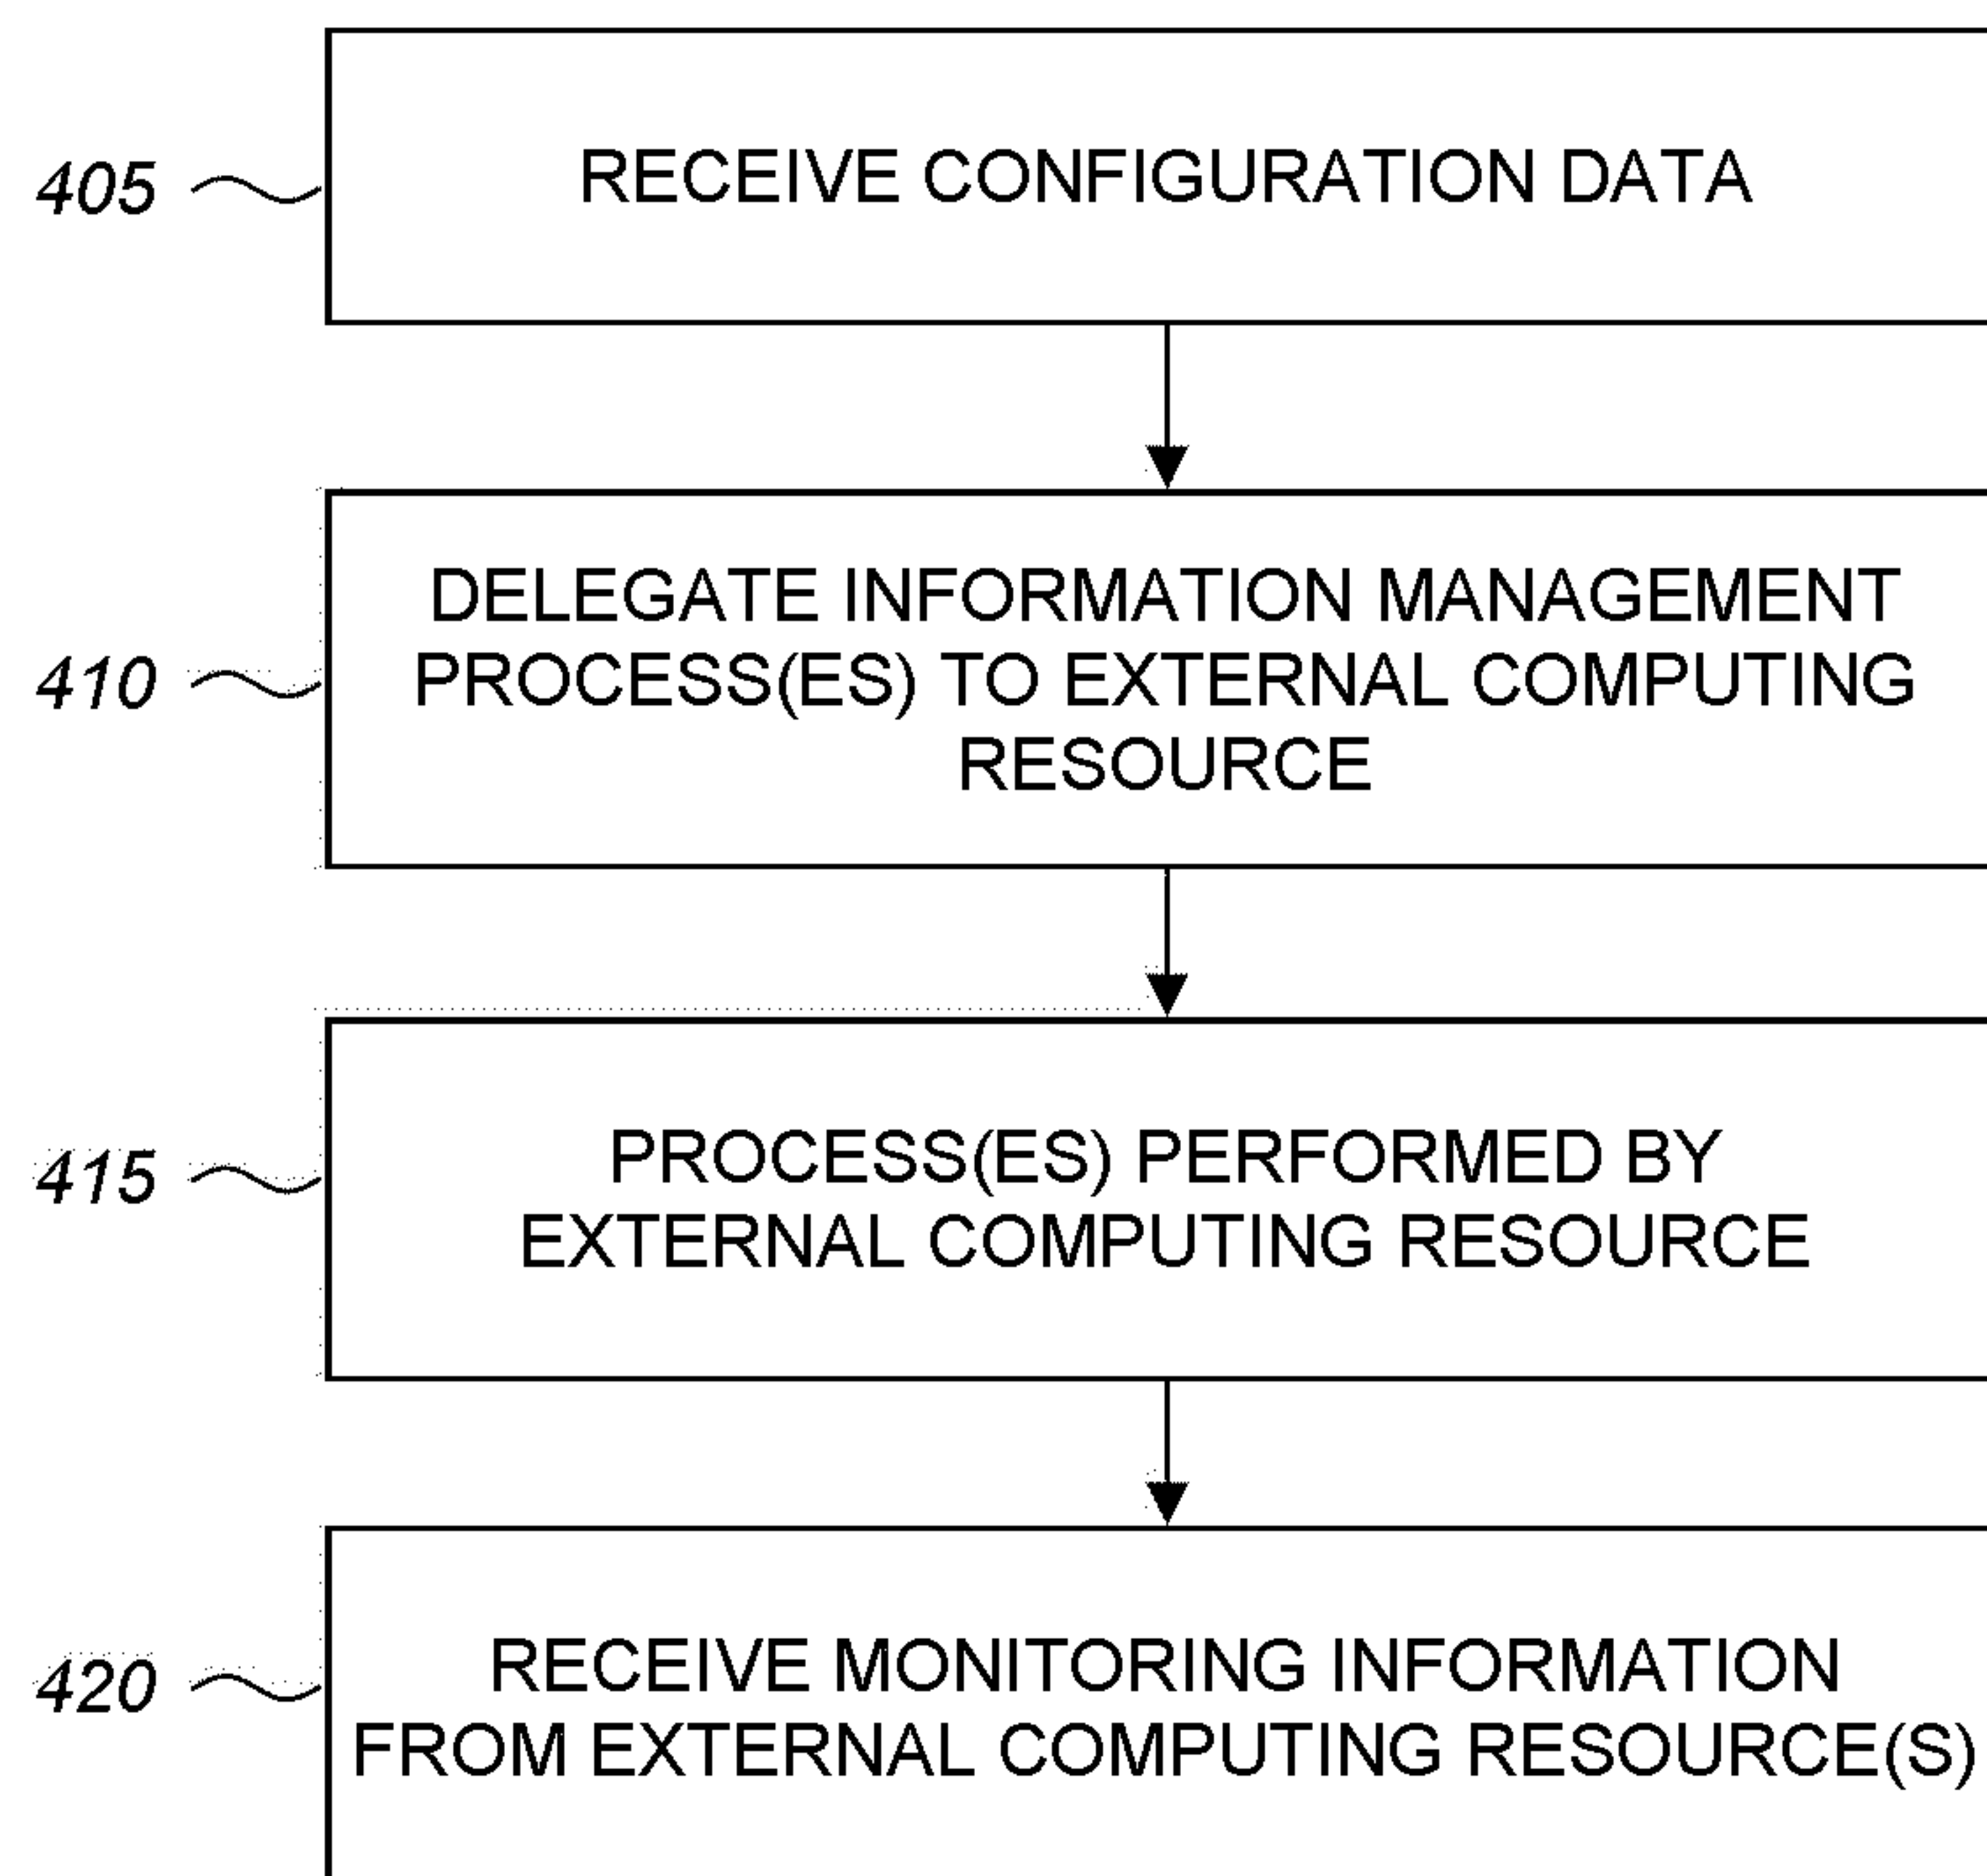 405
RECEIVE CONFIGURATION DATA
410
DELEGATE INFORMATION MANAGEMENT
PROCESS(ES) TO EXTERNAL COMPUTING
RESOURCE
415
PROCESS(ES) PERFORMED BY
EXTERNAL COMPUTING RESOURCE
420
RECEIVE MONITORING INFORMATION
FROM EXTERNAL COMPUTING RESOURCE(S)